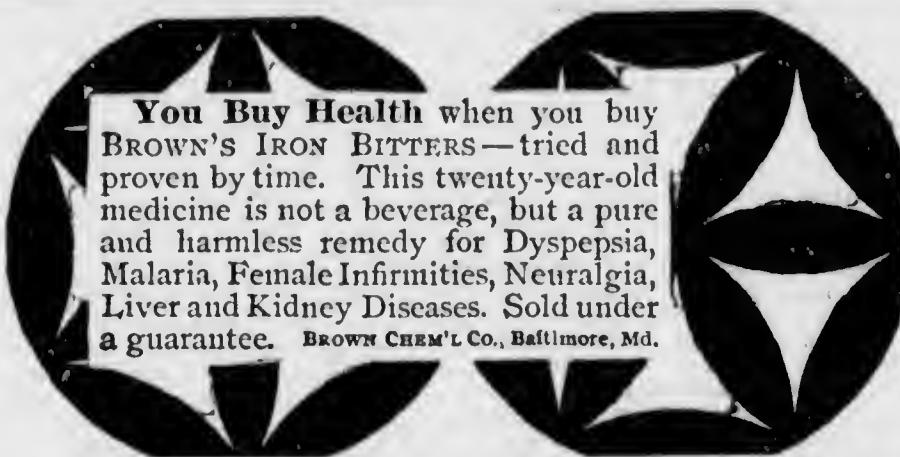 You Buy Health when you buy
BROWN'S IRON BITTERS—tried and
proven by time. This twenty-year-old
medicine is not a beverage, but a pure
and harmless remedy for Dyspepsia,
Malaria, Female Infirmities, Neuralgia,
Liver and Kidney Diseases. Sold under
a guarantee. BROWN CHEM'L CO., Baltimore, Md.